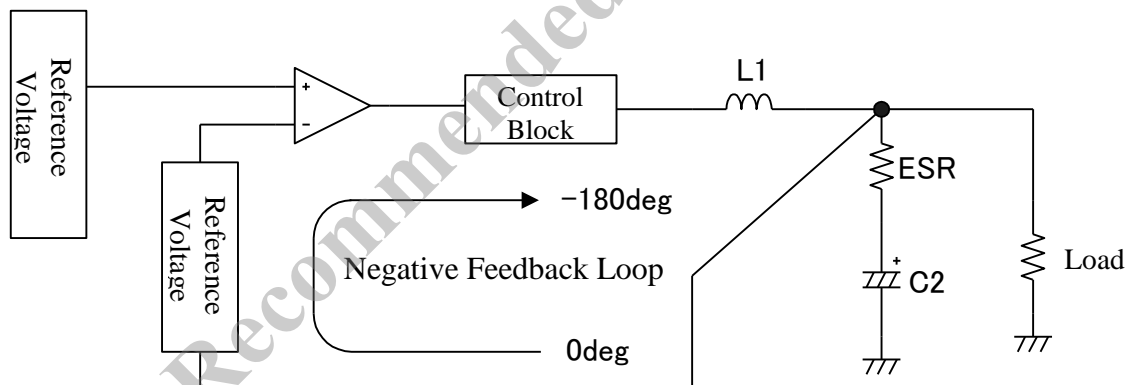 Reference
Voltage
+
−
Control
Block
L1
ESR
+
C2
Load
Reference
Voltage
−180deg
Negative Feedback Loop
0deg
Recommended